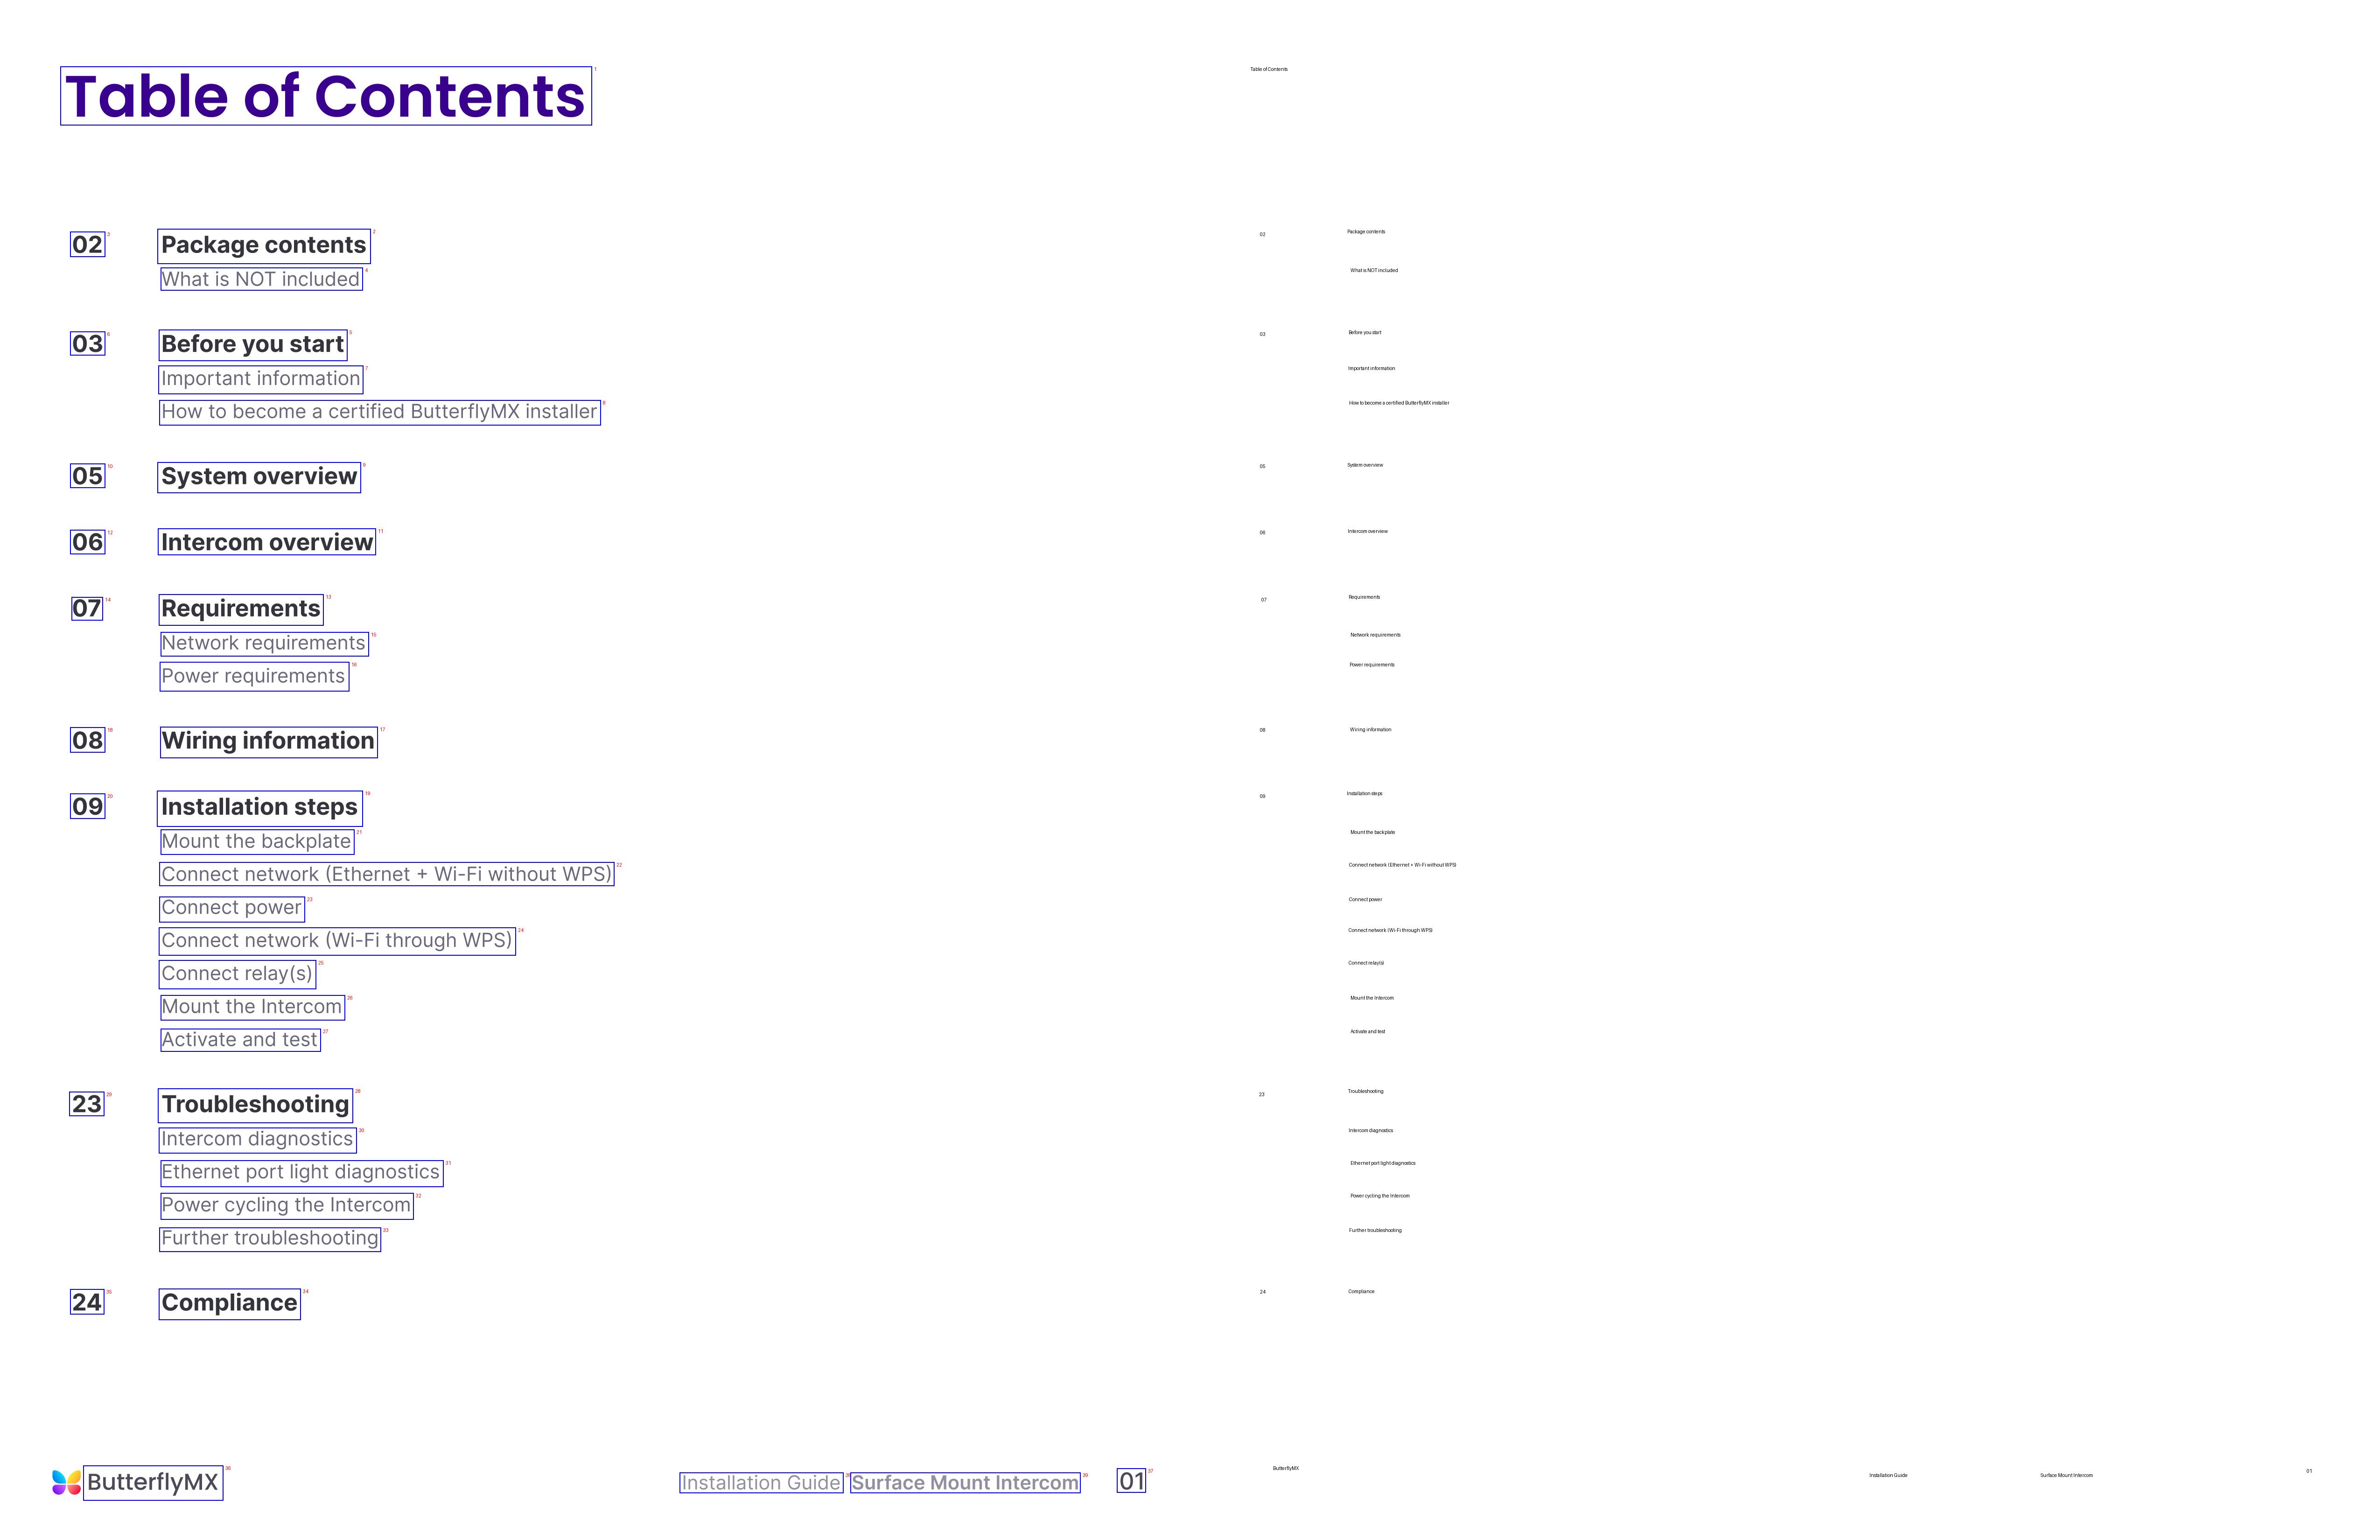 Table of Contents
02 Package contents
What is NOT included
03 Before you start
Important information
How to become a certified ButterflyMX installer
05 System overview
06 Intercom overview
07 Requirements
Network requirements
Power requirements
08 Wiring information
09 Installation steps
Mount the backplate
Connect network (Ethernet + Wi-Fi without WPS)
Connect power
Connect network (Wi-Fi through WPS)
Connect relay(s)
Mount the Intercom
Activate and test
23 Troubleshooting
Intercom diagnostics
Ethernet port light diagnostics
Power cycling the Intercom
Further troubleshooting
24 Compliance
ButterflyMX Installation Guide Surface Mount Intercom 01
Table of Contents
02 Package contents
What is NOT included
03 Before you start
Important information
How to become a certified ButterflyMX installer
05 System overview
06 Intercom overview
07 Requirements
Network requirements
Power requirements
08 Wiring information
09 Installation steps
Mount the backplate
Connect network (Ethernet + Wi-Fi without WPS)
Connect power
Connect network (Wi-Fi through WPS)
Connect relay(s)
Mount the Intercom
Activate and test
23 Troubleshooting
Intercom diagnostics
Ethernet port light diagnostics
Power cycling the Intercom
Further troubleshooting
24 Compliance
ButterflyMX Installation Guide Surface Mount Intercom 01